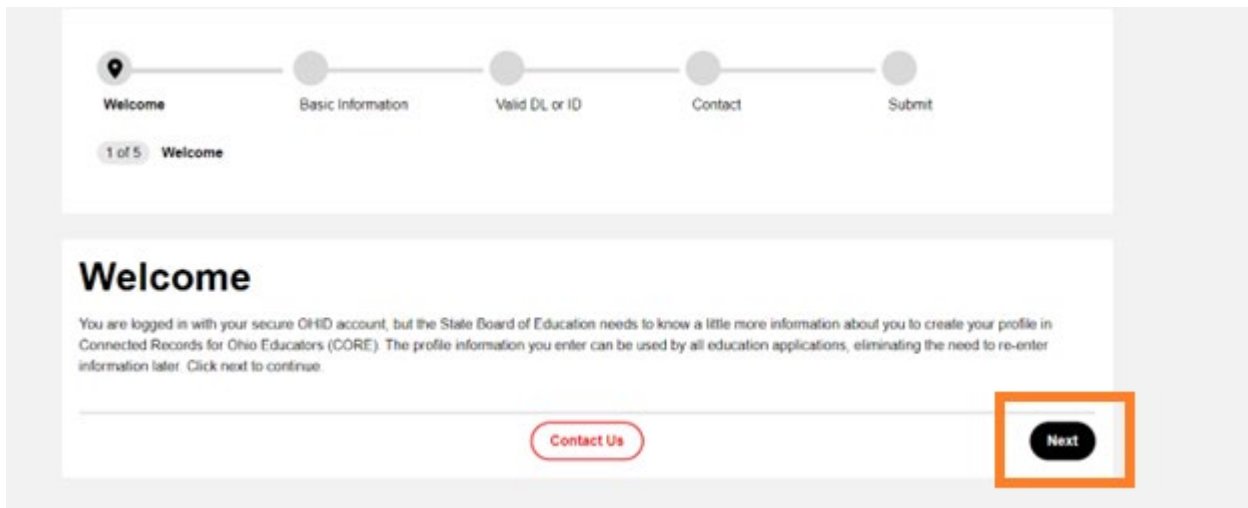 Welcome
Basic Information
Valid DL or ID
Contact
Submit
1 of 5 Welcome
Welcome
You are logged in with your secure OHID account, but the State Board of Education needs to know a little more information about you to create your profile in
Connected Records for Ohio Educators (CORE). The profile information you enter can be used by all education applications, eliminating the need to re-enter
information later. Click next to continue.
Contact Us
Next